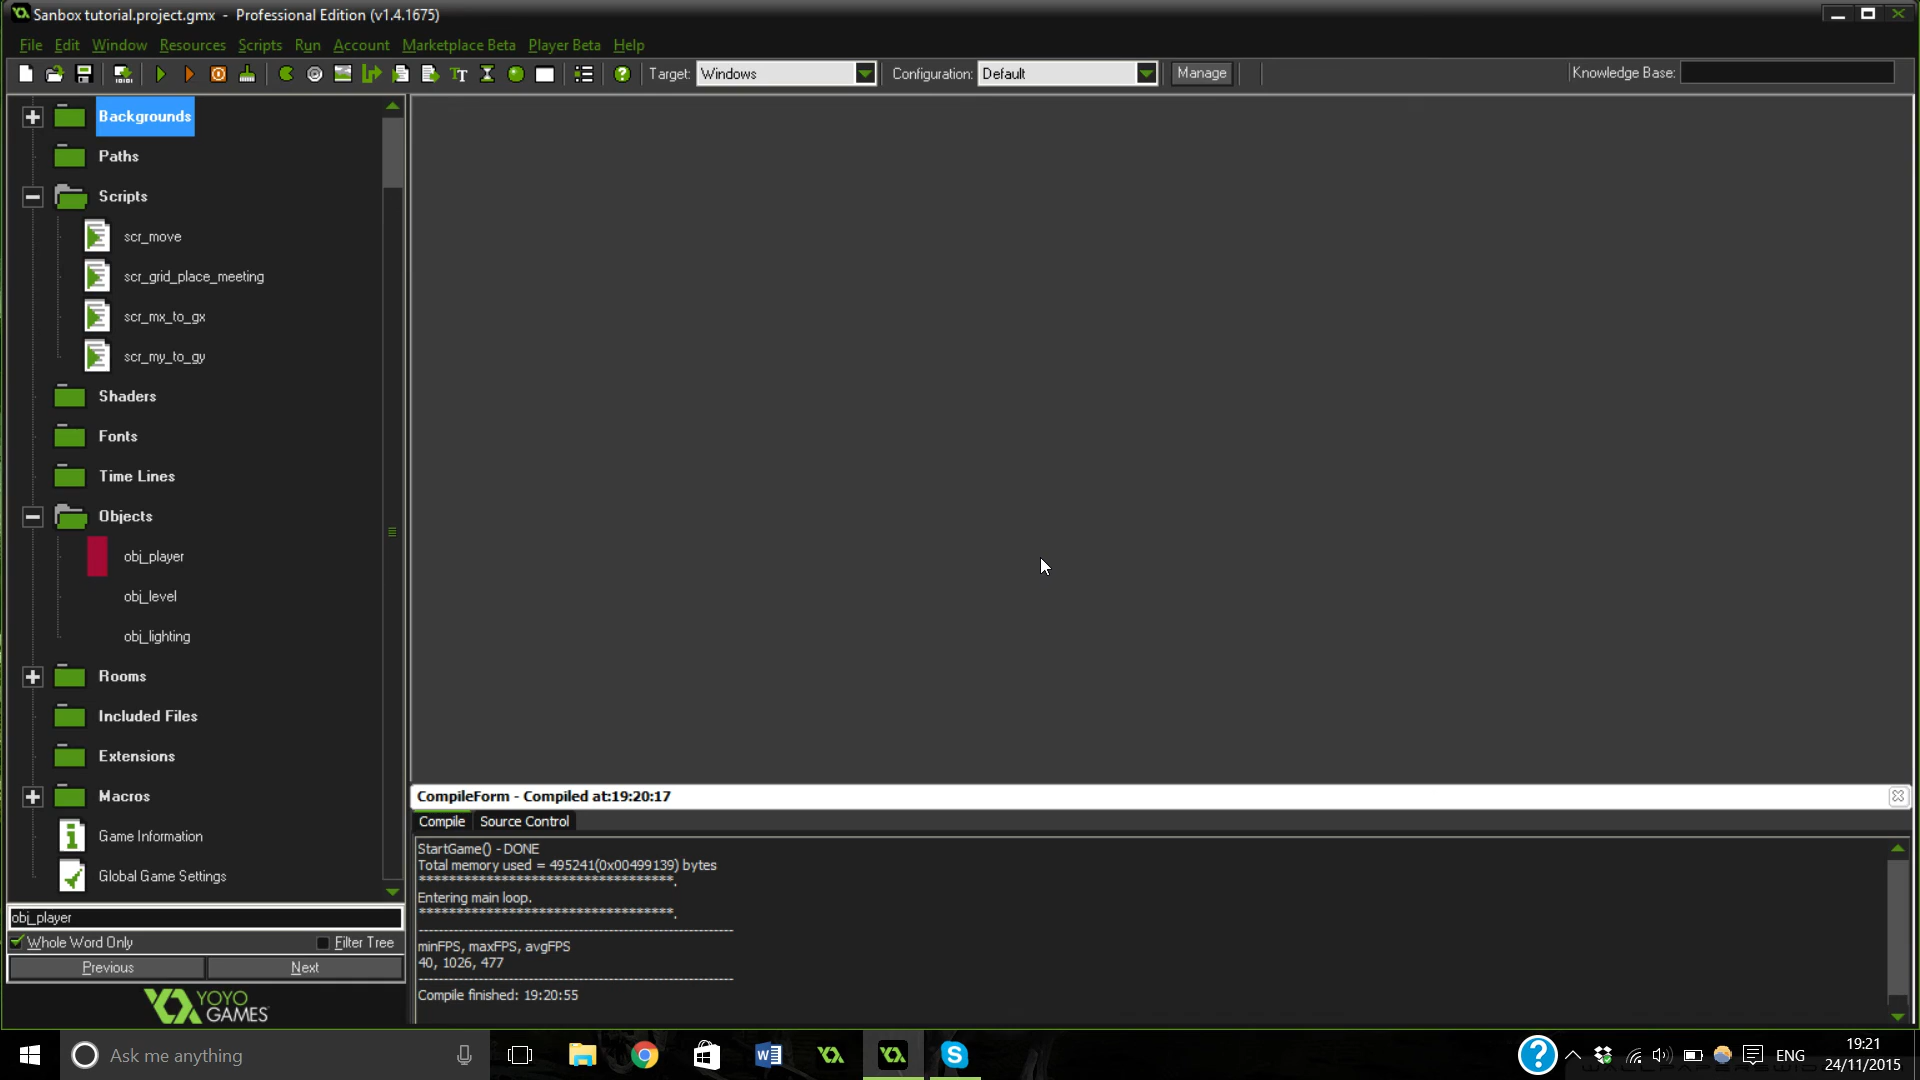 Sanbox tutorial.project.gmx - Professional Edition (v1.4.1675)
File Edit Window Resources Scripts Run Account Marketplace Beta Player Beta Help
Target: Windows Configuration: Default Manage Knowledge Base:
Backgrounds
Paths
Scripts
scr_move
scr_grid_place_meeting
scr_mx_to_gx
scr_my_to_gy
Shaders
Fonts
Time Lines
Objects
obj_player
obj_level
obj_lighting
Rooms
Included Files
Extensions
Macros
Game Information
Global Game Settings
obj_player
Whole Word Only Filter Tree
Previous Next
YOYO
GAMES
CompileForm - Compiled at:19:20:17
Compile Source Control
StartGame() - DONE
Total memory used = 495241(0x00499139) bytes
***********************************.
Entering main loop.
***********************************.
minFPS, maxFPS, avgFPS
40, 1026, 477
Compile finished: 19:20:55
Ask me anything
ENG
19:21
24/11/2015